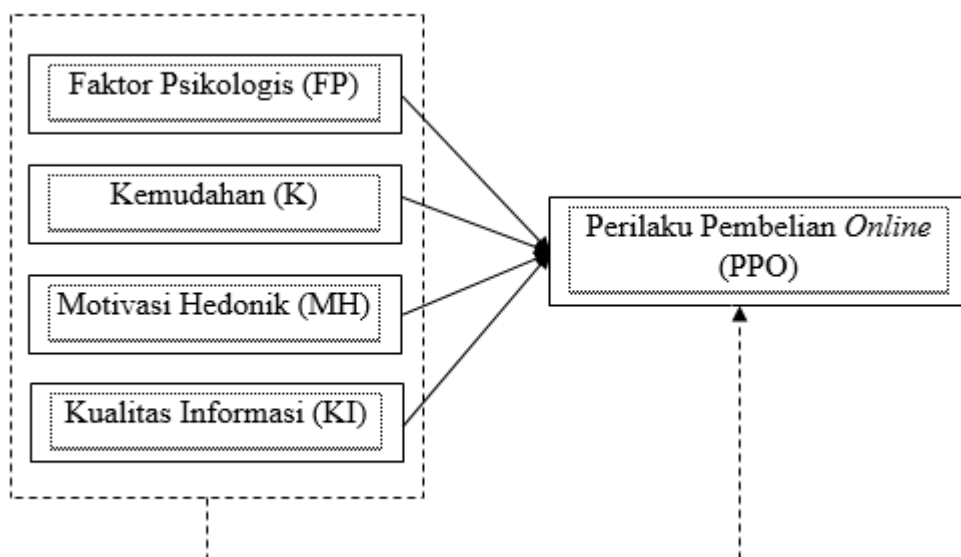 Faktor Psikologis (FP)
Kemudahan (K)
Motivasi Hedonik (MH)
Kualitas Informasi (KI)
Perilaku Pembelian Online
(PPO)